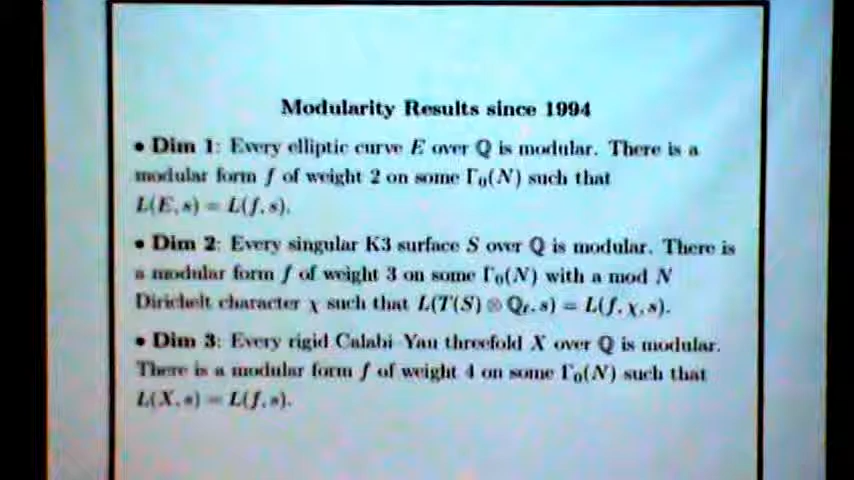 Modularity Results since 1994
• Dim 1: Every elliptic curve E over ℚ is modular. There is a
modular form f of weight 2 on some Γ₀(N) such that
L(E, s) = L(f, s).
• Dim 2: Every singular K3 surface S over ℚ is modular. There is
a modular form f of weight 3 on some Γ₀(N) with a mod N
Dirichelt character χ such that L(T(S) ⊗ ℚℓ, s) = L(f, χ, s).
• Dim 3: Every rigid Calabi–Yau threefold X over ℚ is modular.
There is a modular form f of weight 4 on some Γ₀(N) such that
L(X, s) = L(f, s).